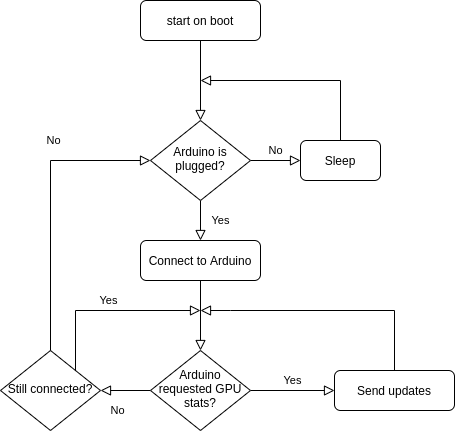 start on boot
No
Arduino is
plugged?
No
Sleep
Yes
Connect to Arduino
Yes
Still connected?
Arduino
requested GPU
stats?
Yes
Send updates
No